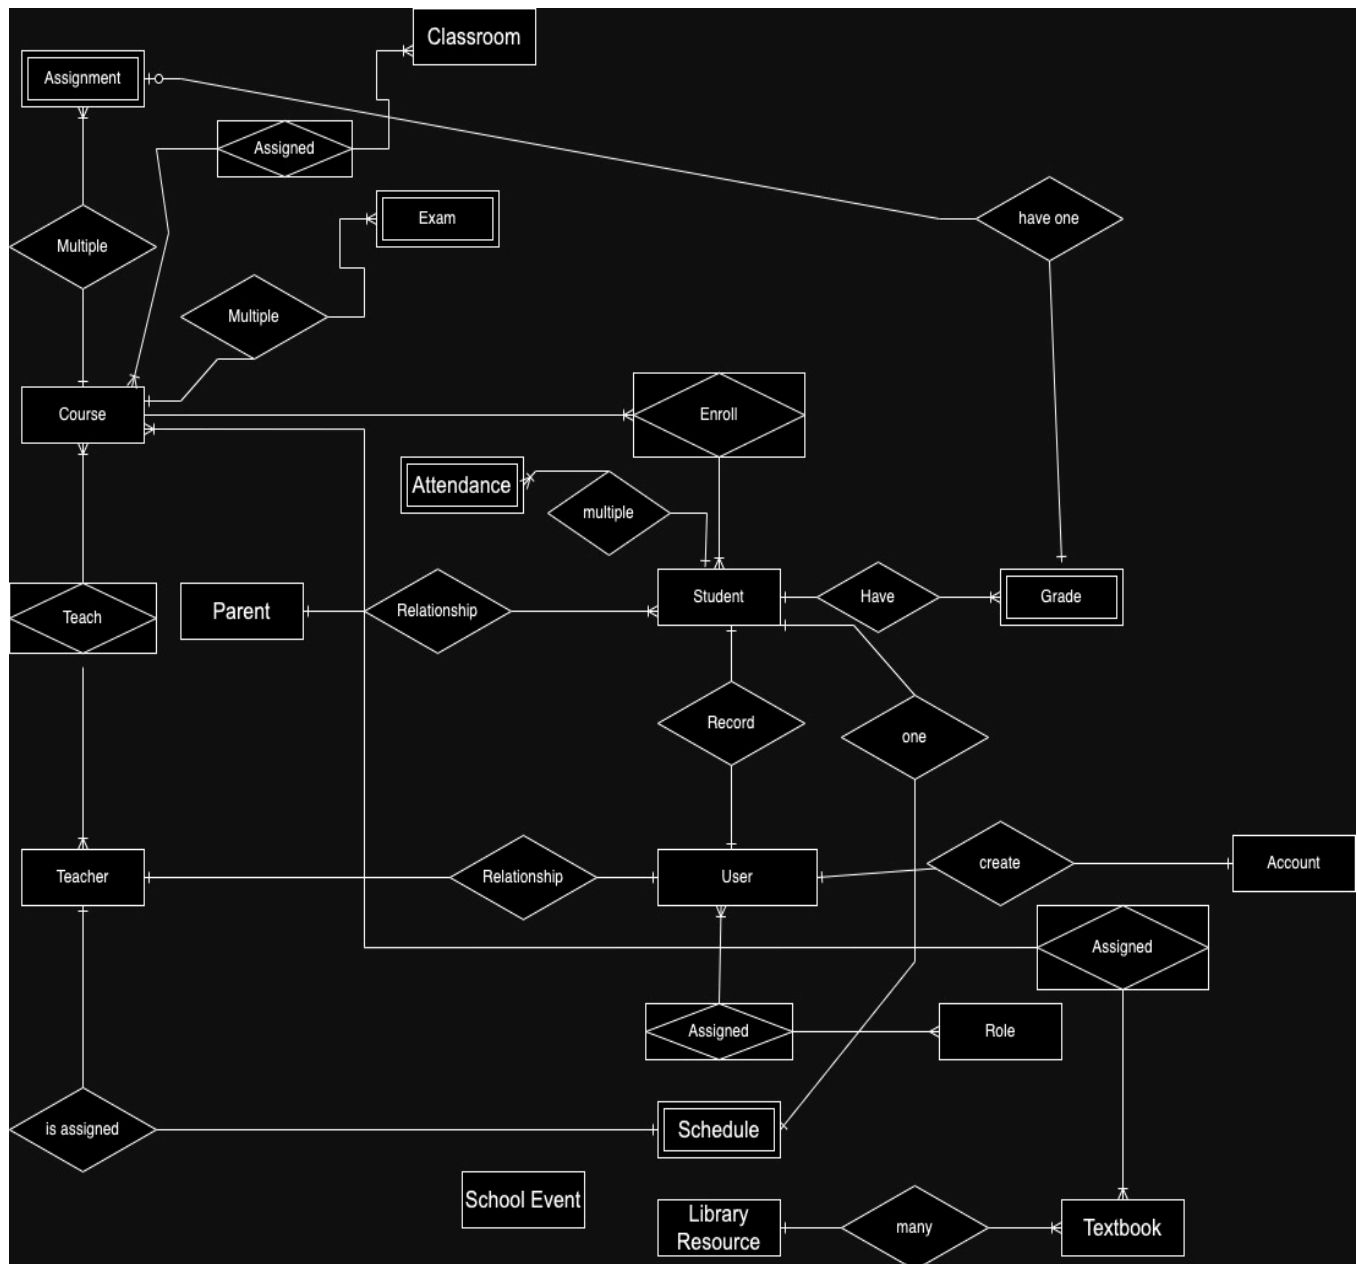 Classroom
Assignment
Assigned
Exam
have one
Multiple
Multiple
Course
Enroll
Attendance
multiple
Student
Have
Grade
Parent
Relationship
Teach
Record
one
Teacher
Relationship
User
create
Account
Assigned
Assigned
Role
is assigned
Schedule
School Event
Library
Resource
many
Textbook